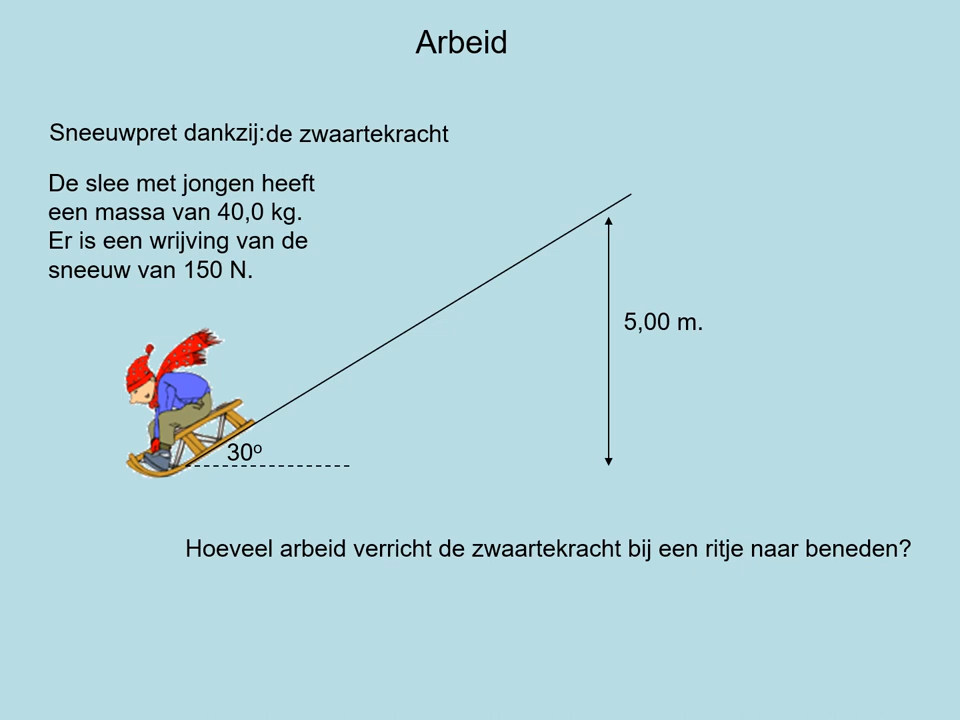 Arbeid
Sneeuwpret dankzij: de zwaartekracht
De slee met jongen heeft
een massa van 40,0 kg.
Er is een wrijving van de
sneeuw van 150 N.
5,00 m.
30º
Hoeveel arbeid verricht de zwaartekracht bij een ritje naar beneden?